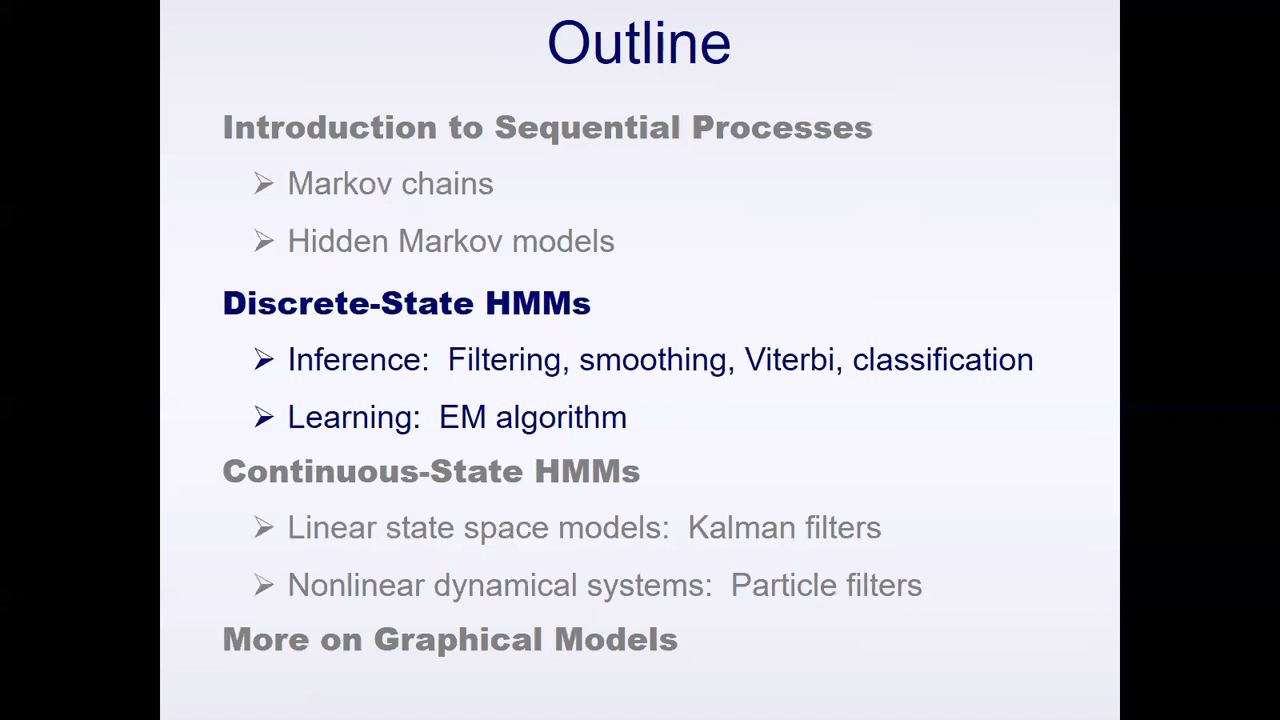 Outline
Introduction to Sequential Processes
➢ Markov chains
➢ Hidden Markov models
Discrete-State HMMs
➢ Inference: Filtering, smoothing, Viterbi, classification
➢ Learning: EM algorithm
Continuous-State HMMs
➢ Linear state space models: Kalman filters
➢ Nonlinear dynamical systems: Particle filters
More on Graphical Models